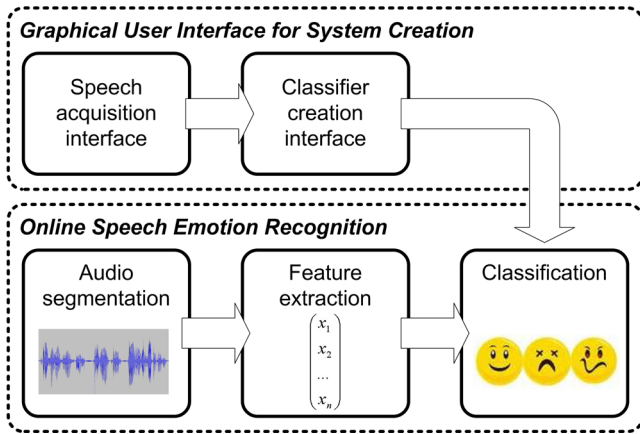 Graphical User Interface for System Creation
Speech
acquisition
interface
Classifier
creation
interface
Online Speech Emotion Recognition
Audio
segmentation
Feature
extraction
x1
x2
...
xn
Classification